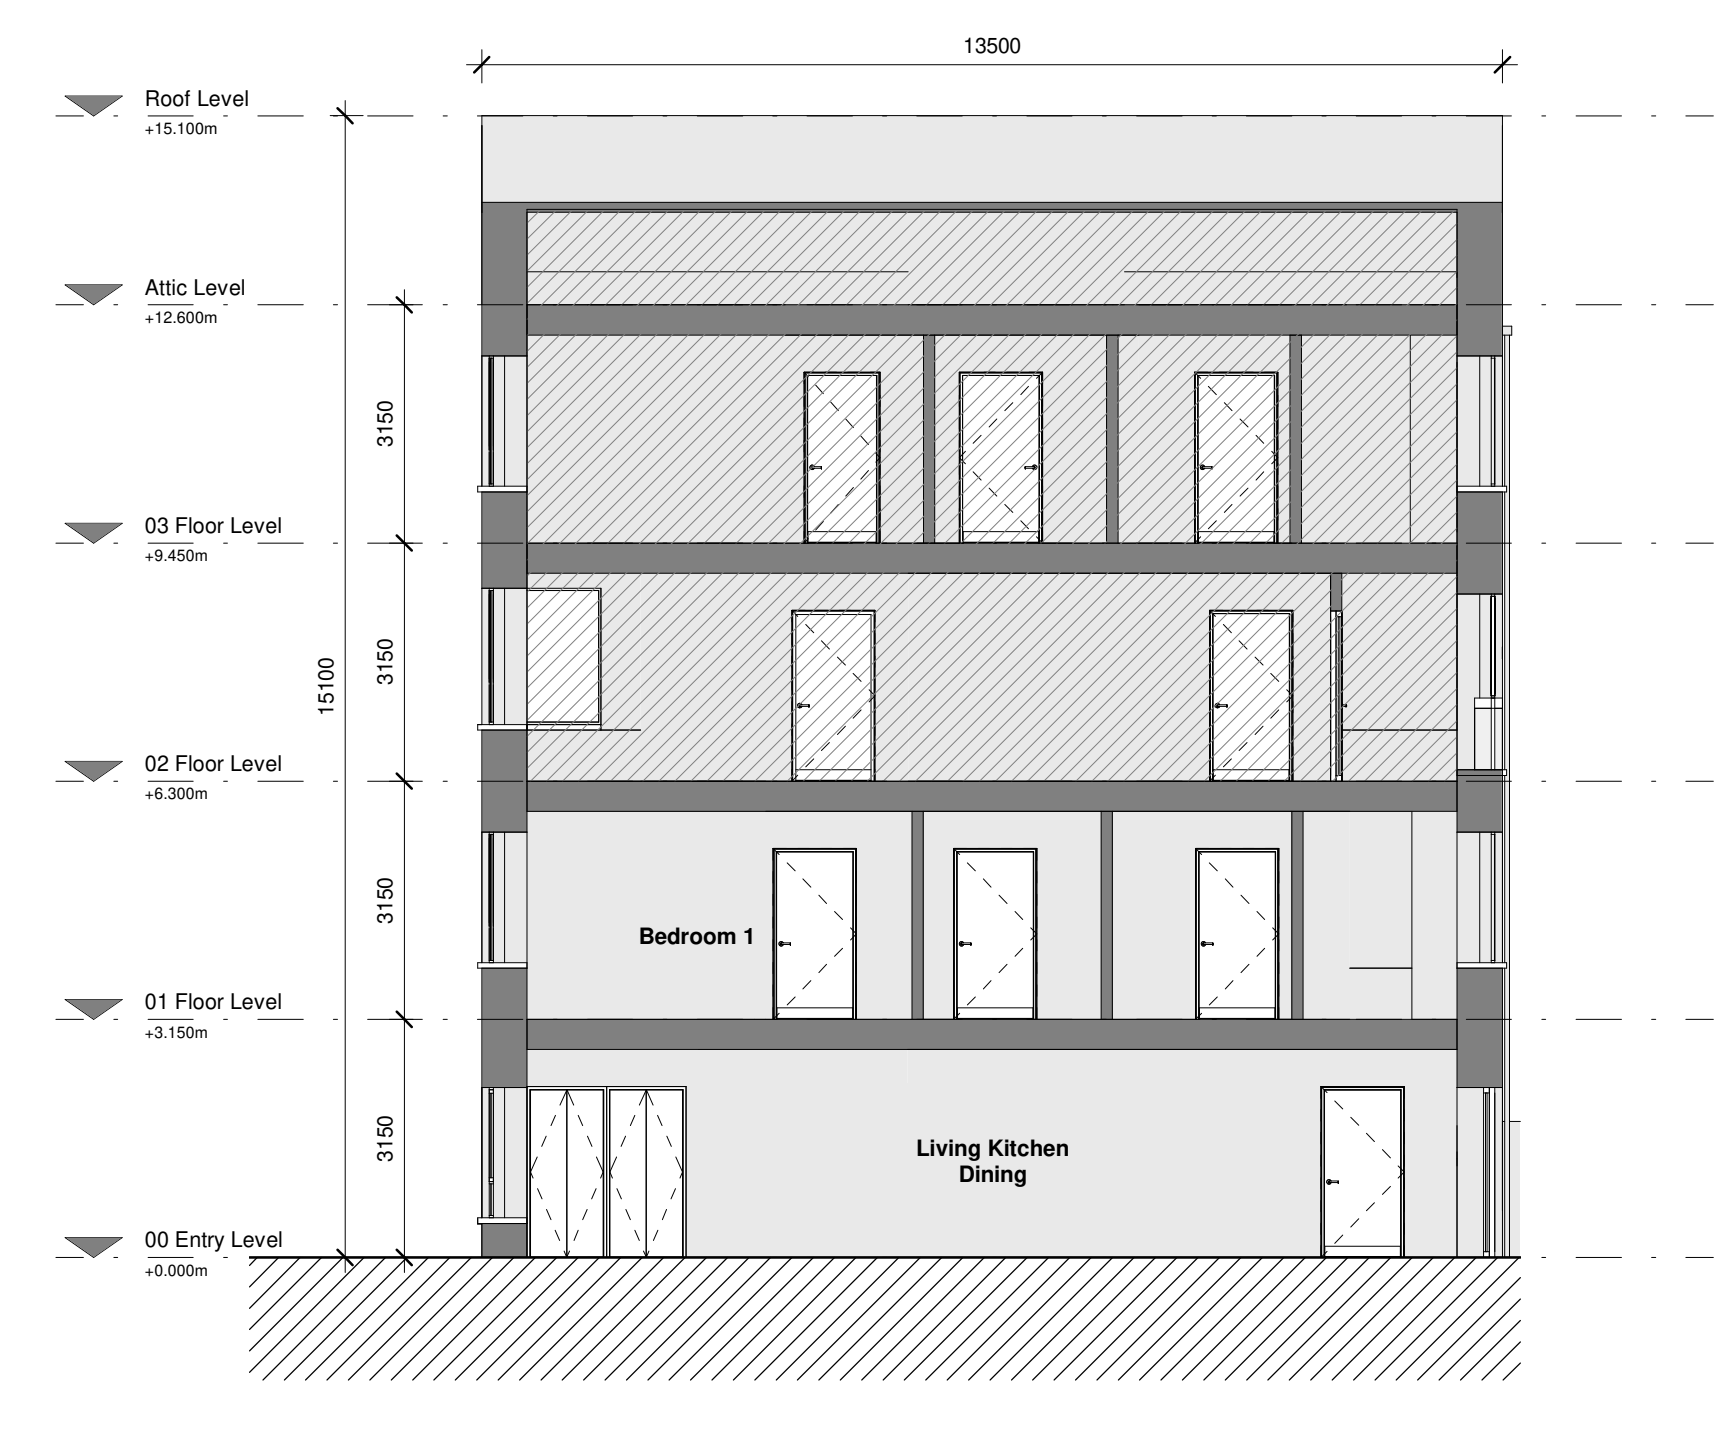 13500
Roof Level
+15.100m
Attic Level
+12.600m
3150
03 Floor Level
+9.450m
3150
15100
02 Floor Level
+6.300m
3150
Bedroom 1
01 Floor Level
+3.150m
3150
Living Kitchen
Dining
00 Entry Level
+0.000m